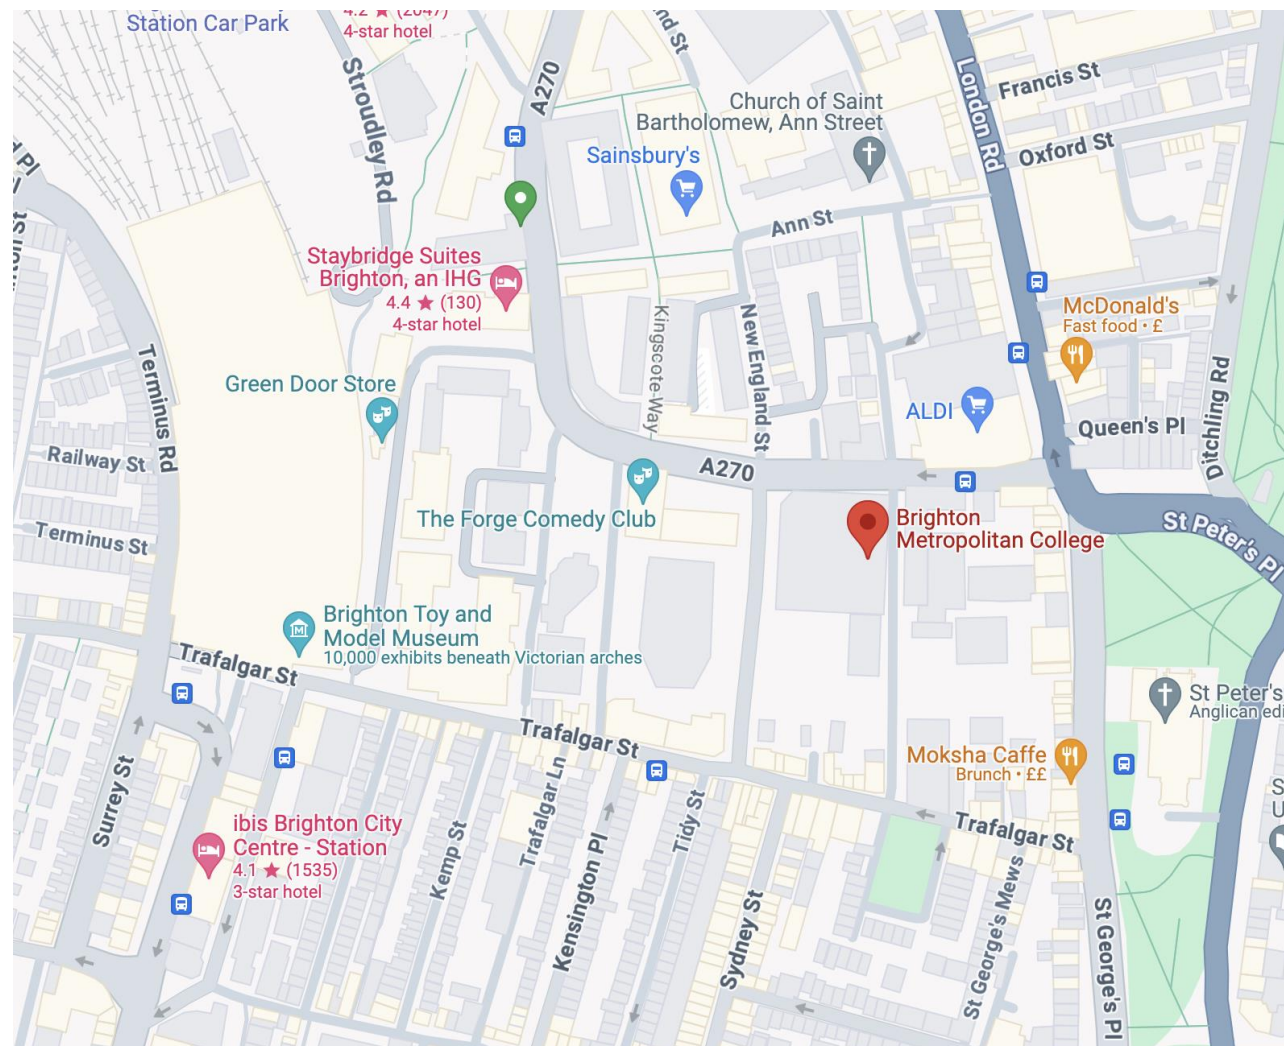 Station Car Park
4-star hotel
A270
London Rd
Francis St
Stroudley Rd
Church of Saint
Bartholomew, Ann Street
Oxford St
Sainsbury's
Ann St
Staybridge Suites
Brighton, an IHG
4.4 ★ (130)
4-star hotel
McDonald's
Fast food • £
Kingscote-Way
New England St
Terminus Rd
Green Door Store
ALDI
Queen's Pl
Ditchling Rd
Railway St
A270
The Forge Comedy Club
Brighton
Metropolitan College
St Peter's Pl
Terminus St
Brighton Toy and
Model Museum
10,000 exhibits beneath Victorian arches
Trafalgar St
St Peter's
Anglican edi
Trafalgar St
Moksha Caffe
Brunch • ££
Surrey St
Trafalgar Ln
Tidy St
ibis Brighton City
Centre - Station
4.1 ★ (1535)
3-star hotel
Kemp St
Kensington Pl
Trafalgar St
Sydney St
St George's Mews
St George's Pl